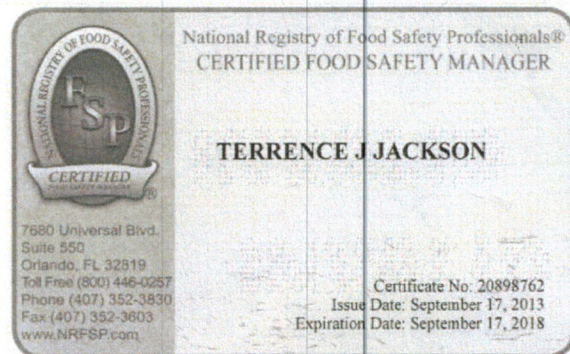 National Registry of Food Safety Professionals®
CERTIFIED FOOD SAFETY MANAGER
NATIONAL REGISTRY OF FOOD SAFETY PROFESSIONALS
FSP
CERTIFIED
FOOD SAFETY MANAGER
®
TERRENCE J JACKSON
7680 Universal Blvd.
Suite 550
Orlando, FL 32819
Toll Free (800) 446-0257
Phone (407) 352-3830
Fax (407) 352-3603
www.NRFSP.com
Certificate No: 20898762
Issue Date: September 17, 2013
Expiration Date: September 17, 2018